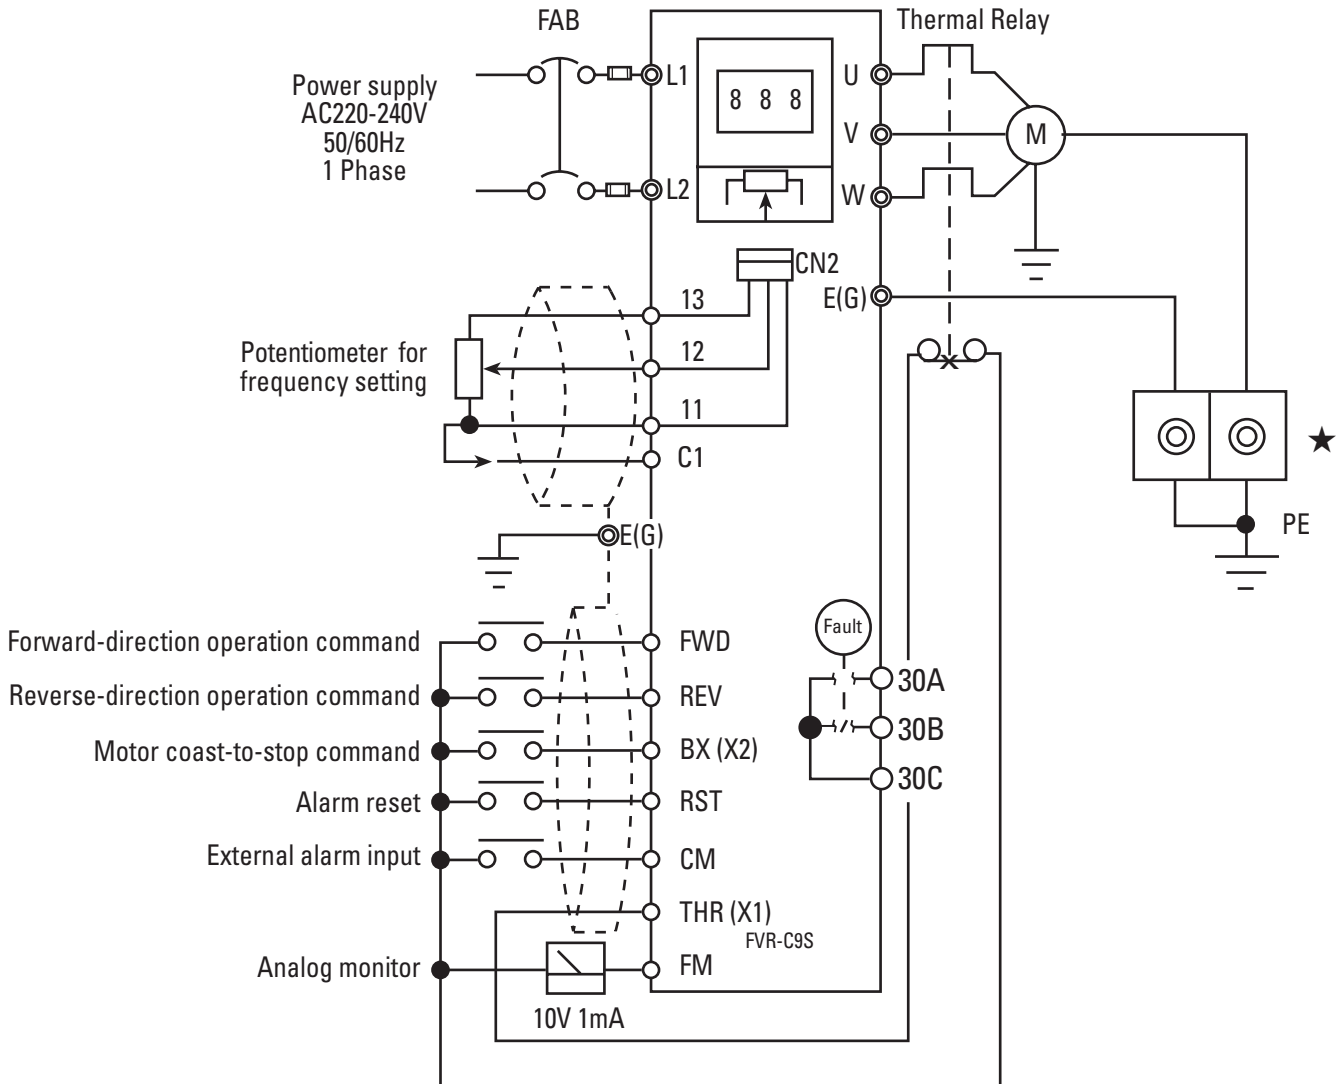 FAB
Thermal Relay
Power supply
AC220-240V
50/60Hz
1 Phase
L1
8 8 8
U
V
M
L2
W
CN2
E(G)
13
Potentiometer for
frequency setting
12
11
C1
★
E(G)
PE
Fault
Forward-direction operation command
FWD
30A
Reverse-direction operation command
REV
30B
Motor coast-to-stop command
BX (X2)
30C
Alarm reset
RST
External alarm input
CM
THR (X1)
FVR-C9S
Analog monitor
FM
10V 1mA